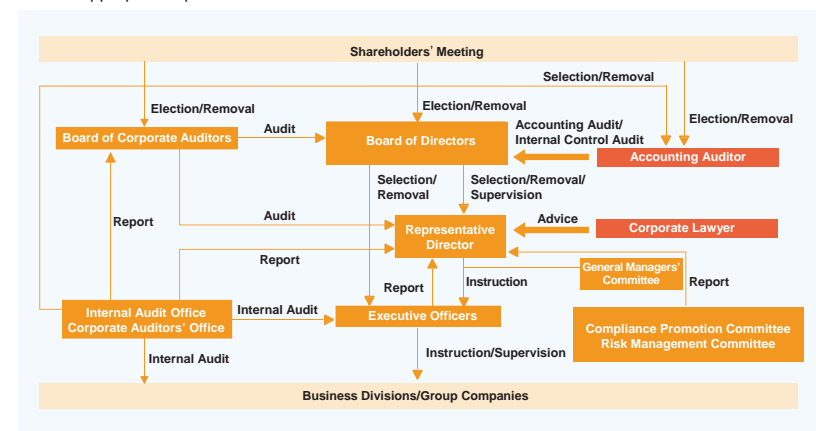 Shareholders' Meeting
Selection/Removal
Election/Removal
Election/Removal
Election/Removal
Board of Corporate Auditors
Audit
Board of Directors
Accounting Audit/
Internal Control Audit
Accounting Auditor
Selection/
Removal
Selection/Removal/
Supervision
Report
Audit
Representative
Director
Advice
Corporate Lawyer
Report
General Managers'
Committee
Report
Instruction
Report
Internal Audit Office
Corporate Auditors' Office
Internal Audit
Executive Officers
Compliance Promotion Committee
Risk Management Committee
Internal Audit
Instruction/Supervision
Business Divisions/Group Companies